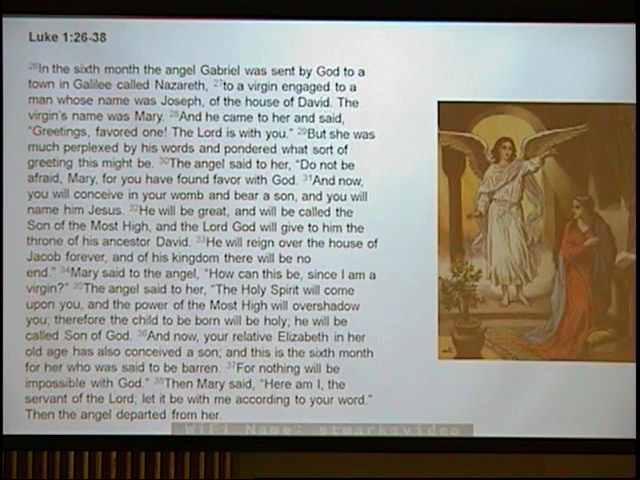 Luke 1:26-38
26In the sixth month the angel Gabriel was sent by God to a
town in Galilee called Nazareth, 27to a virgin engaged to a
man whose name was Joseph, of the house of David. The
virgin's name was Mary. 28And he came to her and said,
"Greetings, favored one! The Lord is with you." 29But she was
much perplexed by his words and pondered what sort of
greeting this might be. 30The angel said to her, "Do not be
afraid, Mary, for you have found favor with God. 31And now,
you will conceive in your womb and bear a son, and you will
name him Jesus. 32He will be great, and will be called the
Son of the Most High, and the Lord God will give to him the
throne of his ancestor David. 33He will reign over the house of
Jacob forever, and of his kingdom there will be no
end." 34Mary said to the angel, "How can this be, since I am a
virgin?" 35The angel said to her, "The Holy Spirit will come
upon you, and the power of the Most High will overshadow
you; therefore the child to be born will be holy; he will be
called Son of God. 36And now, your relative Elizabeth in her
old age has also conceived a son; and this is the sixth month
for her who was said to be barren. 37For nothing will be
impossible with God." 38Then Mary said, "Here am I, the
servant of the Lord; let it be with me according to your word."
Then the angel departed from her.
WiFi Name: stmarksvideo